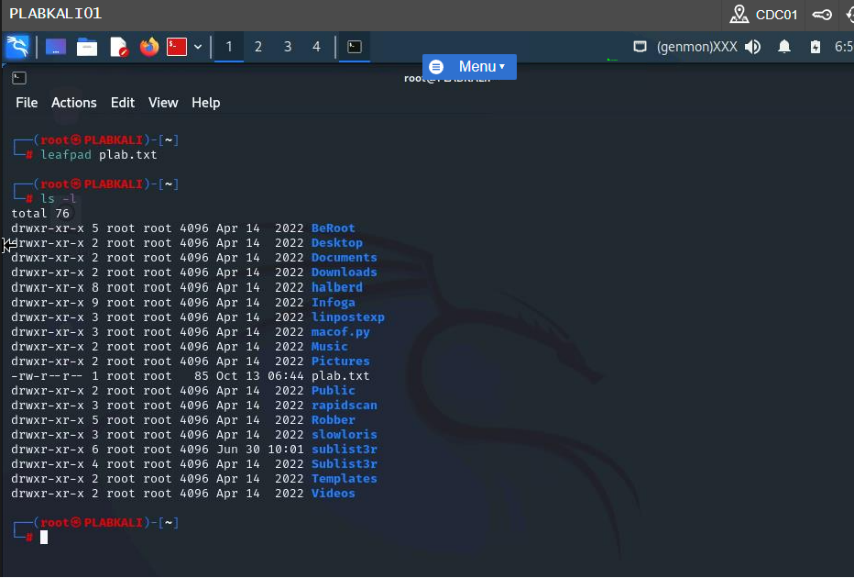 PLABKALI01 CDC01
1 2 3 4 (genmon)XXX
Menu
File Actions Edit View Help
┌──(root㉿PLABKALI)-[~]
└─# leafpad plab.txt
┌──(root㉿PLABKALI)-[~]
└─# ls -l
total 76
drwxr-xr-x 5 root root 4096 Apr 14 2022 BeRoot
drwxr-xr-x 2 root root 4096 Apr 14 2022 Desktop
drwxr-xr-x 2 root root 4096 Apr 14 2022 Documents
drwxr-xr-x 2 root root 4096 Apr 14 2022 Downloads
drwxr-xr-x 8 root root 4096 Apr 14 2022 halberd
drwxr-xr-x 9 root root 4096 Apr 14 2022 Infoga
drwxr-xr-x 3 root root 4096 Apr 14 2022 linpostexp
drwxr-xr-x 3 root root 4096 Apr 14 2022 macof.py
drwxr-xr-x 2 root root 4096 Apr 14 2022 Music
drwxr-xr-x 2 root root 4096 Apr 14 2022 Pictures
-rw-r--r-- 1 root root 85 Oct 13 06:44 plab.txt
drwxr-xr-x 2 root root 4096 Apr 14 2022 Public
drwxr-xr-x 3 root root 4096 Apr 14 2022 rapidscan
drwxr-xr-x 5 root root 4096 Apr 14 2022 Robber
drwxr-xr-x 3 root root 4096 Apr 14 2022 slowloris
drwxr-xr-x 6 root root 4096 Jun 30 10:01 sublist3r
drwxr-xr-x 4 root root 4096 Apr 14 2022 Sublist3r
drwxr-xr-x 2 root root 4096 Apr 14 2022 Templates
drwxr-xr-x 2 root root 4096 Apr 14 2022 Videos
┌──(root㉿PLABKALI)-[~]
└─#